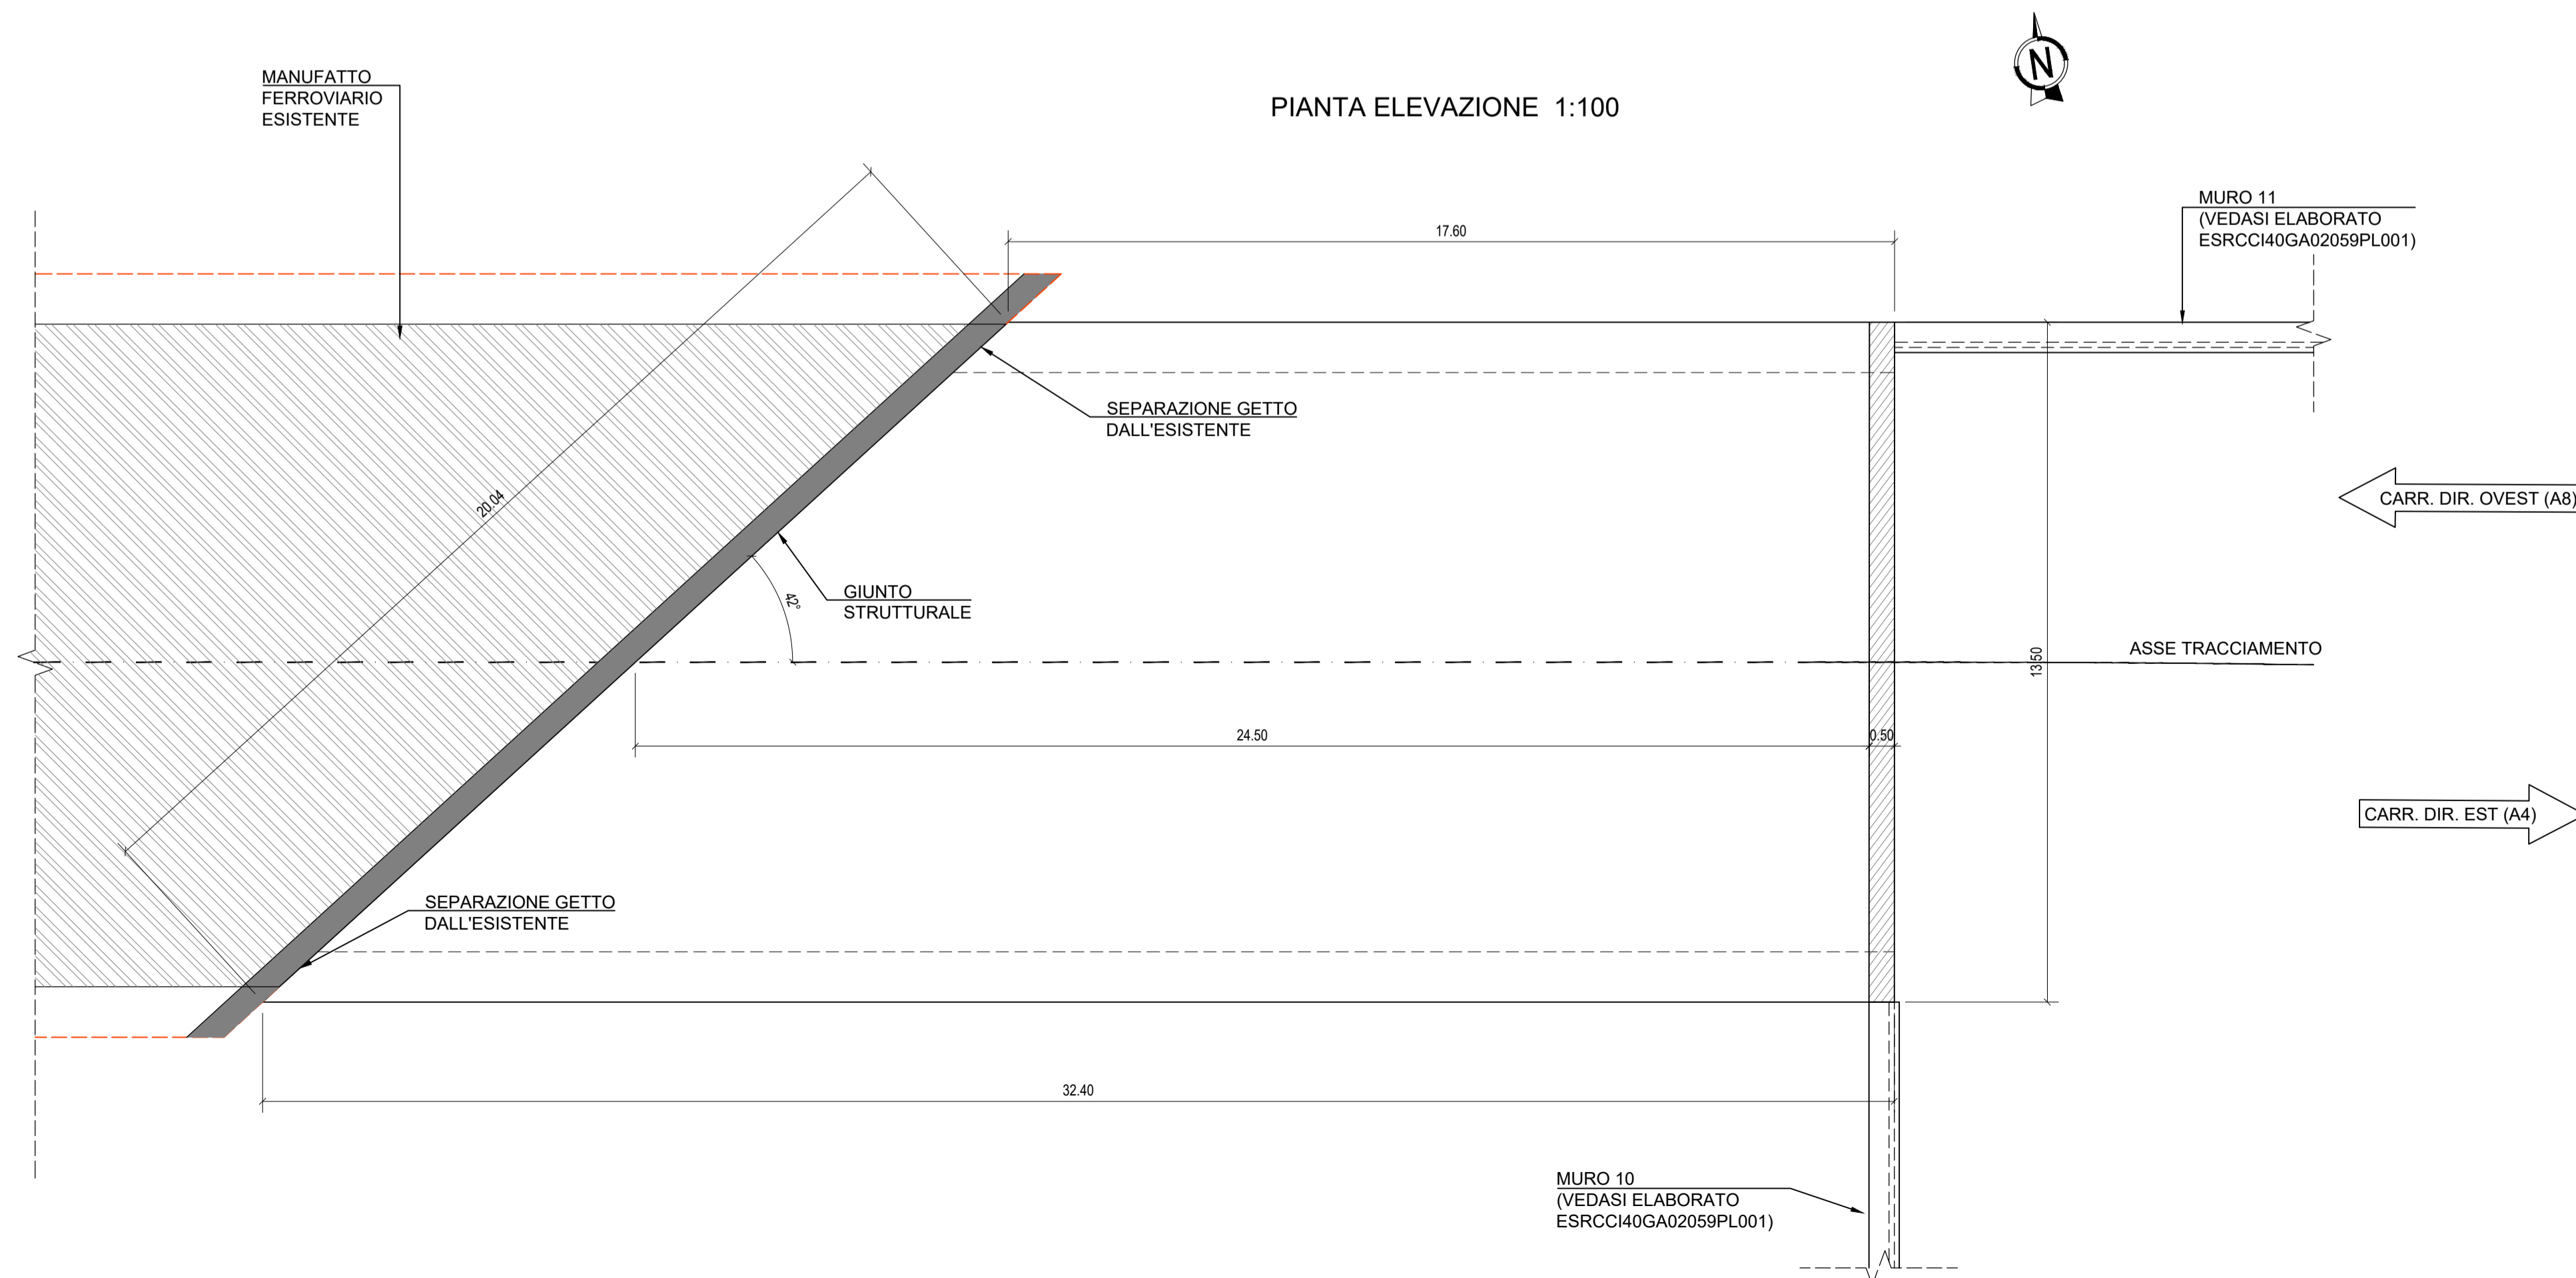 N
MANUFATTO
FERROVIARIO
ESISTENTE
PIANTA ELEVAZIONE 1:100
MURO 11
(VEDASI ELABORATO
ESRCCI40GA02059PL001)
17.60
SEPARAZIONE GETTO
DALL'ESISTENTE
CARR. DIR. OVEST (A8)
20.04
GIUNTO
STRUTTURALE
42°
ASSE TRACCIAMENTO
13.50
24.50
0.50
CARR. DIR. EST (A4)
SEPARAZIONE GETTO
DALL'ESISTENTE
32.40
MURO 10
(VEDASI ELABORATO
ESRCCI40GA02059PL001)